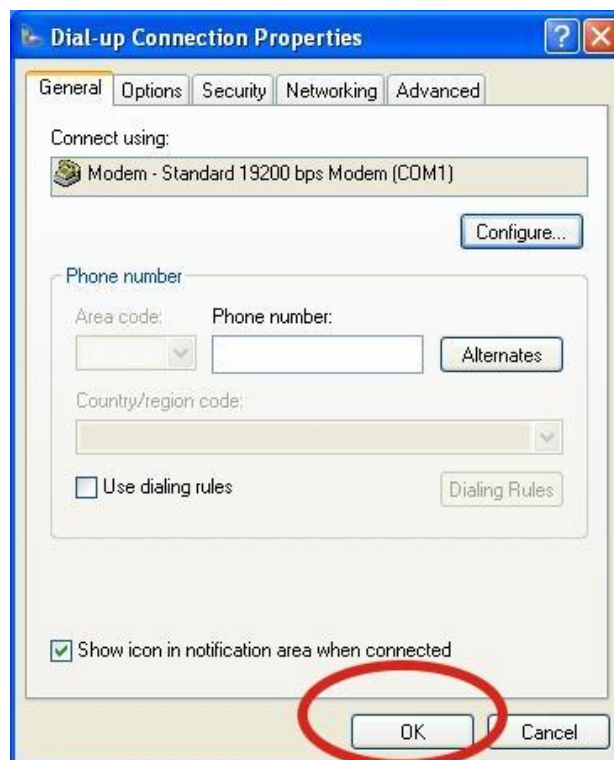 Dial-up Connection Properties
General Options Security Networking Advanced
Connect using:
Modem - Standard 19200 bps Modem (COM1)
Configure...
Phone number
Area code: Phone number:
Alternates
Country/region code:
Use dialing rules Dialing Rules
Show icon in notification area when connected
OK Cancel